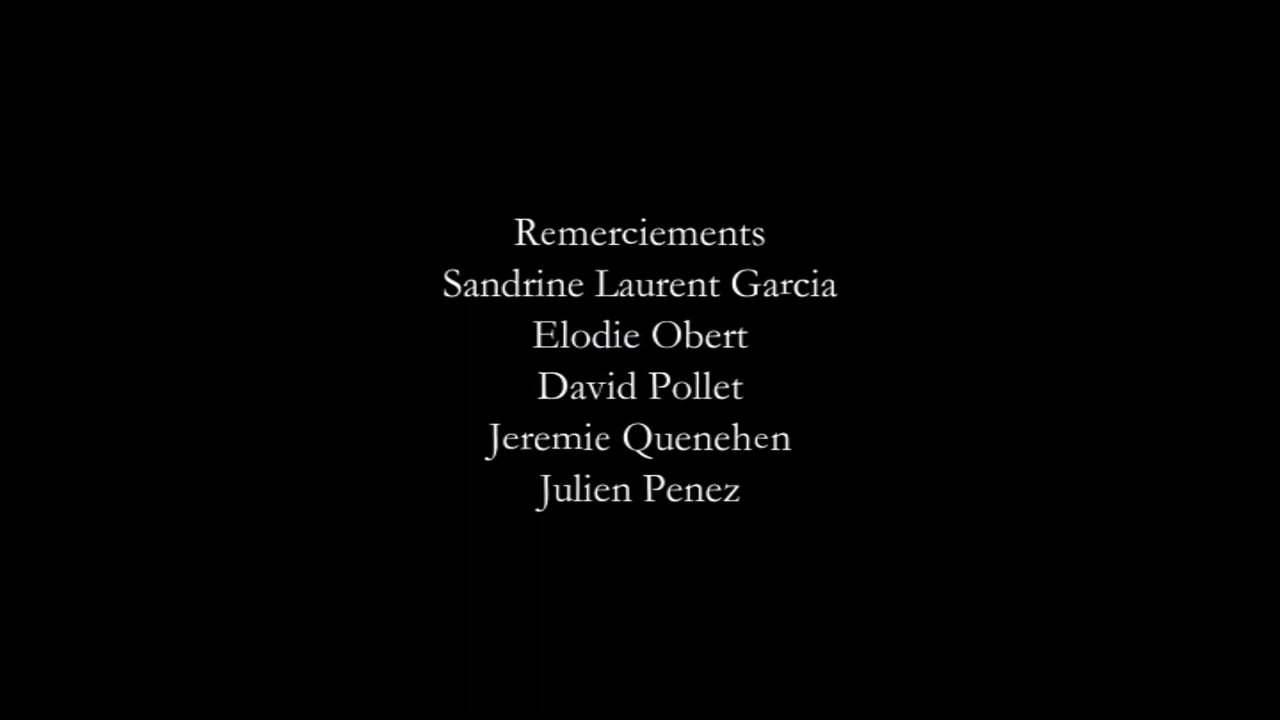 Remerciements
Sandrine Laurent Garcia
Elodie Obert
David Pollet
Jeremie Quenehen
Julien Penez